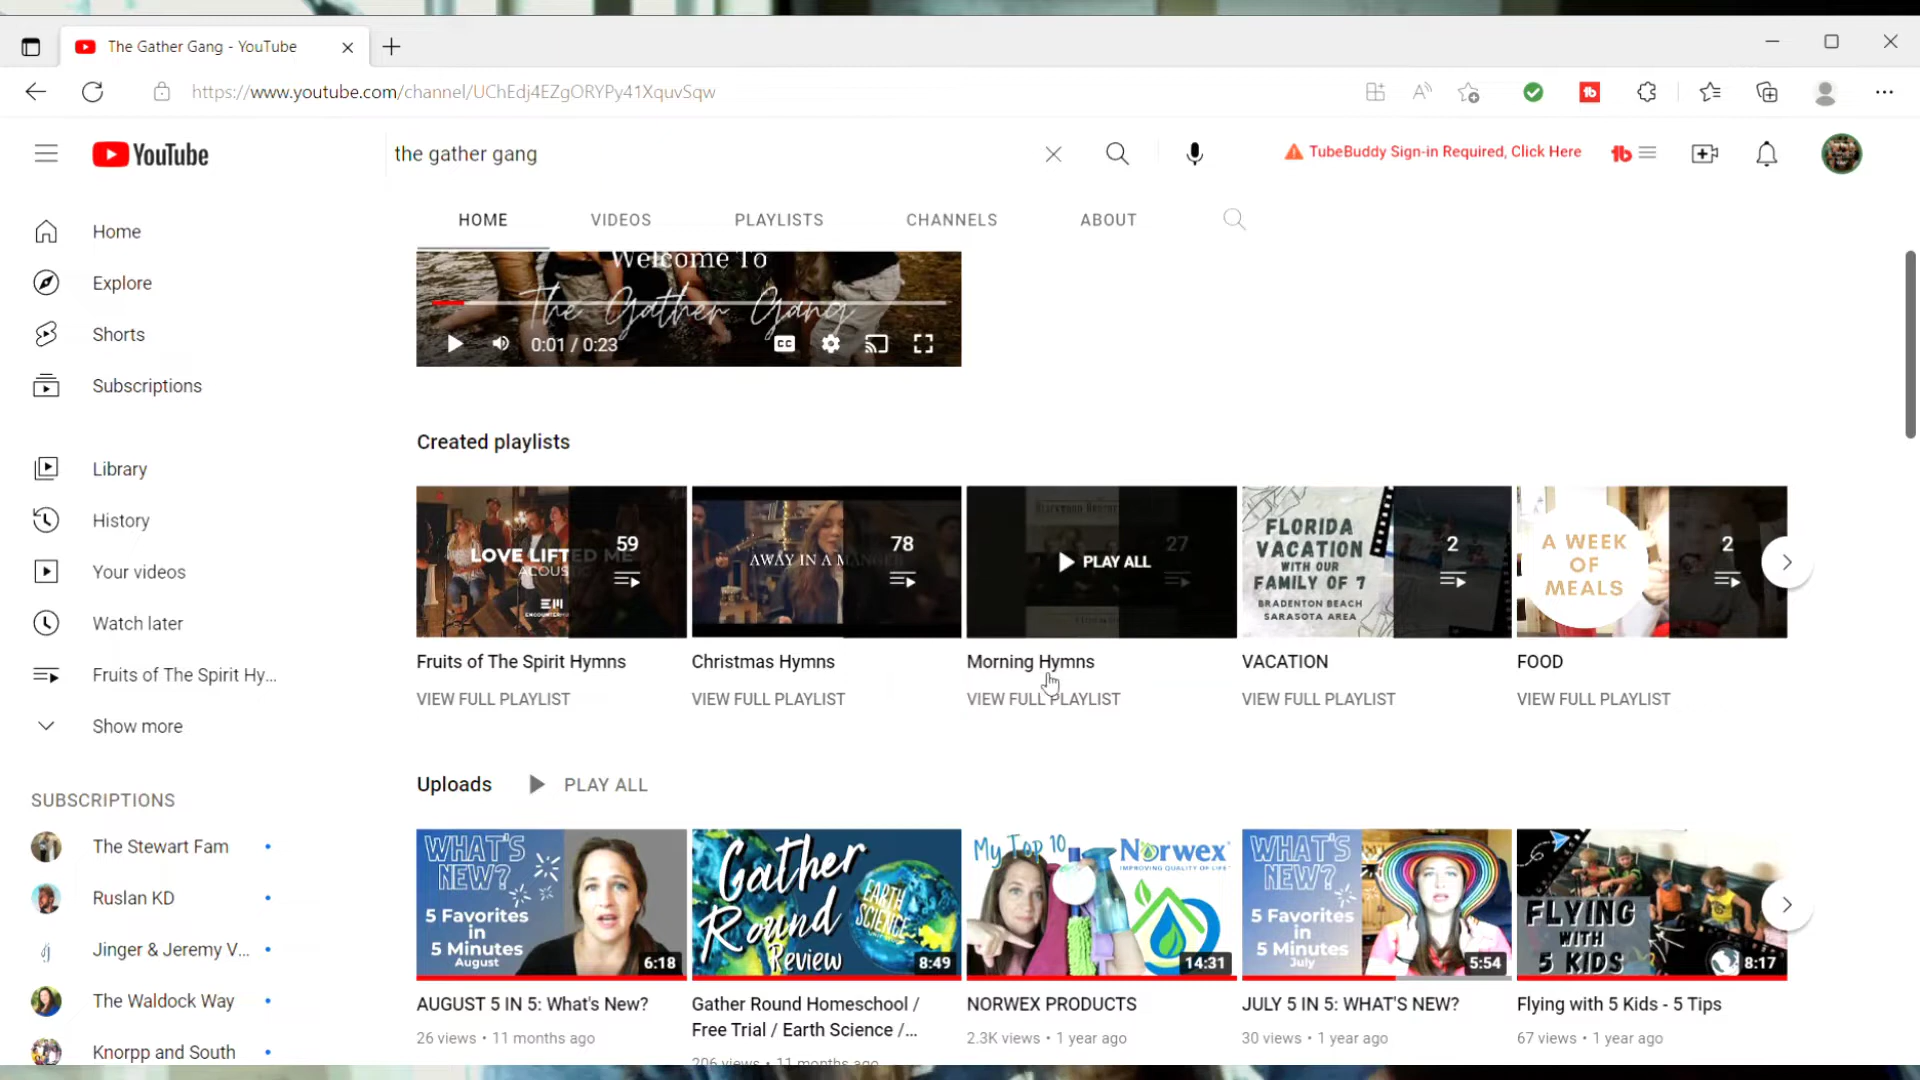 The Gather Gang - YouTube
https://www.youtube.com/channel/UChEdj4EZgORYPy41XquvSqw
YouTube
the gather gang
TubeBuddy Sign-in Required, Click Here
HOME
VIDEOS
PLAYLISTS
CHANNELS
ABOUT
Home
Explore
Shorts
Subscriptions
Library
History
Your videos
Watch later
Fruits of The Spirit Hy...
Show more
SUBSCRIPTIONS
The Stewart Fam
Ruslan KD
Jinger & Jeremy V...
The Waldock Way
Knorpp and South
Welcome To
The Gather Gang
0:01 / 0:23
CC
Created playlists
LOVE LIFTED ME
ACOUS
59
Fruits of The Spirit Hymns
VIEW FULL PLAYLIST
AWAY IN A MANGER
78
Christmas Hymns
VIEW FULL PLAYLIST
PLAY ALL
27
Morning Hymns
VIEW FULL PLAYLIST
FLORIDA
VACATION
WITH OUR
FAMILY OF 7
BRADENTON BEACH
SARASOTA AREA
2
VACATION
VIEW FULL PLAYLIST
A WEEK
OF
MEALS
2
FOOD
VIEW FULL PLAYLIST
Uploads
PLAY ALL
WHAT'S
NEW?
5 Favorites
in
5 Minutes
August
6:18
AUGUST 5 IN 5: What's New?
26 views • 11 months ago
Gather
Round
EARTH
SCIENCE
Review
8:49
Gather Round Homeschool /
Free Trial / Earth Science /...
206 views • 11 months ago
My Top 10
Norwex
IMPROVING QUALITY OF LIFE
14:31
NORWEX PRODUCTS
2.3K views • 1 year ago
WHAT'S
NEW?
5 Favorites
in
5 Minutes
July
5:54
JULY 5 IN 5: WHAT'S NEW?
30 views • 1 year ago
FLYING
WITH
5 KIDS
8:17
Flying with 5 Kids - 5 Tips
67 views • 1 year ago